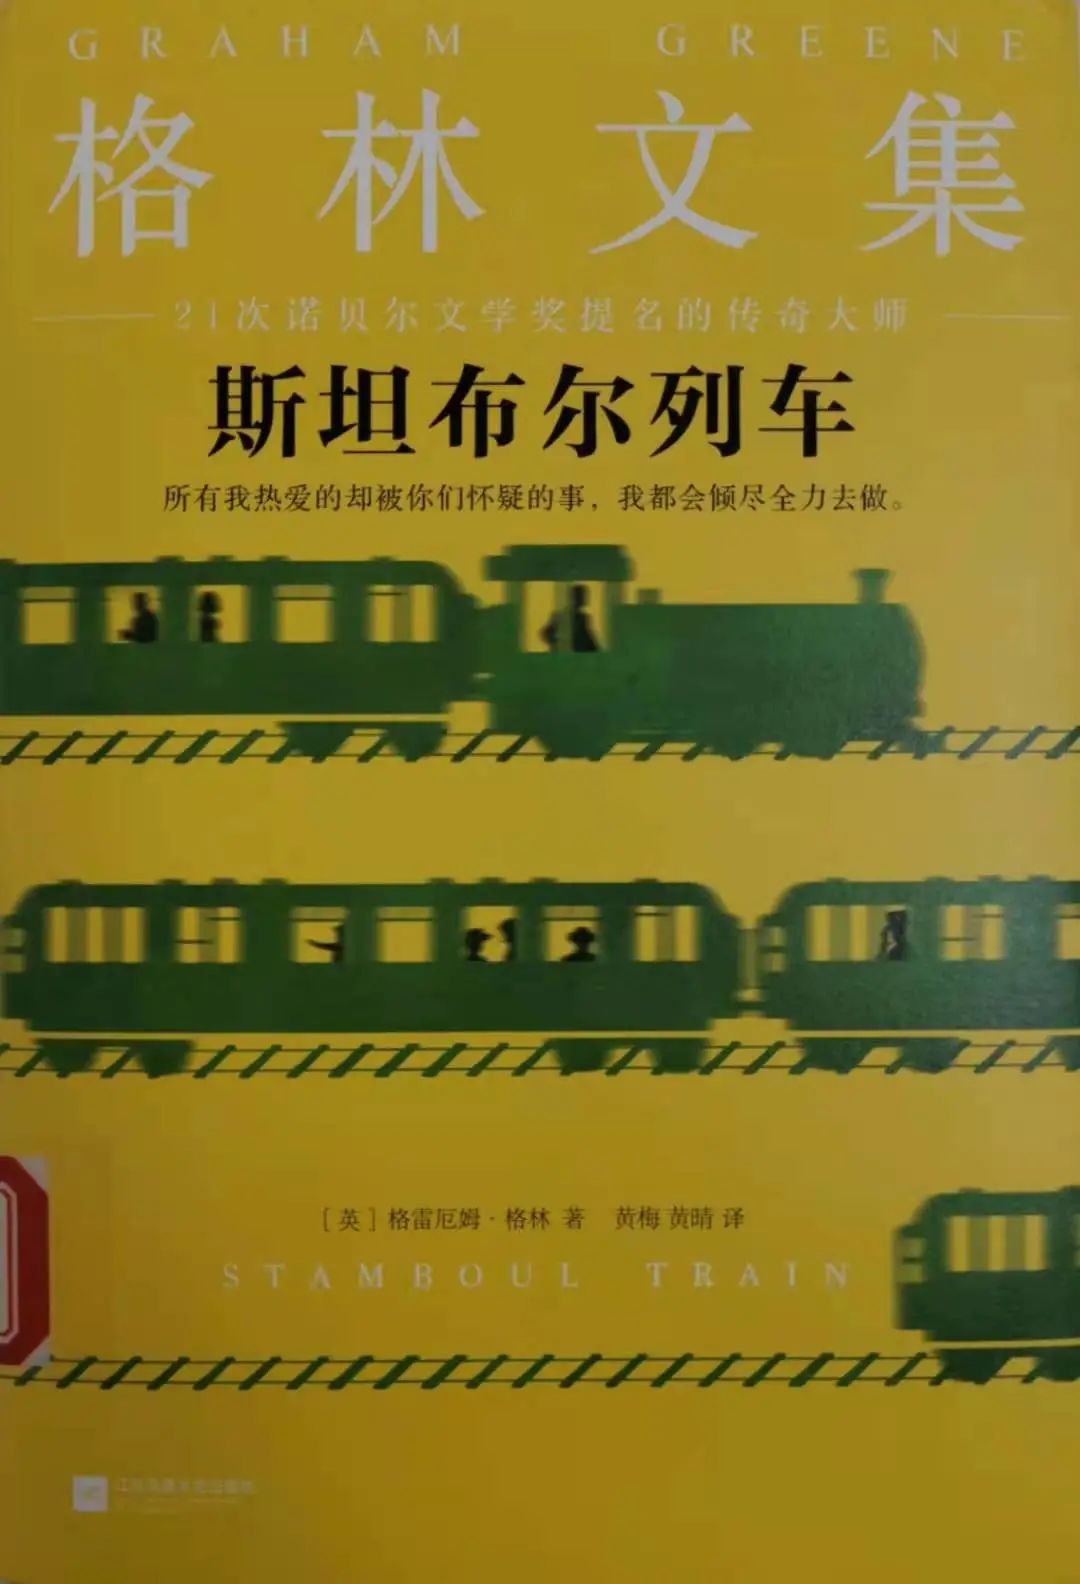 GRAHAM GREENE
格林文集
21次诺贝尔文学奖提名的传奇大师
斯坦布尔列车
所有我热爱的却被你们怀疑的事，我都会倾尽全力去做。
［英］格雷厄姆·格林 著 黄梅 黄晴 译
STAMBOUL TRAIN